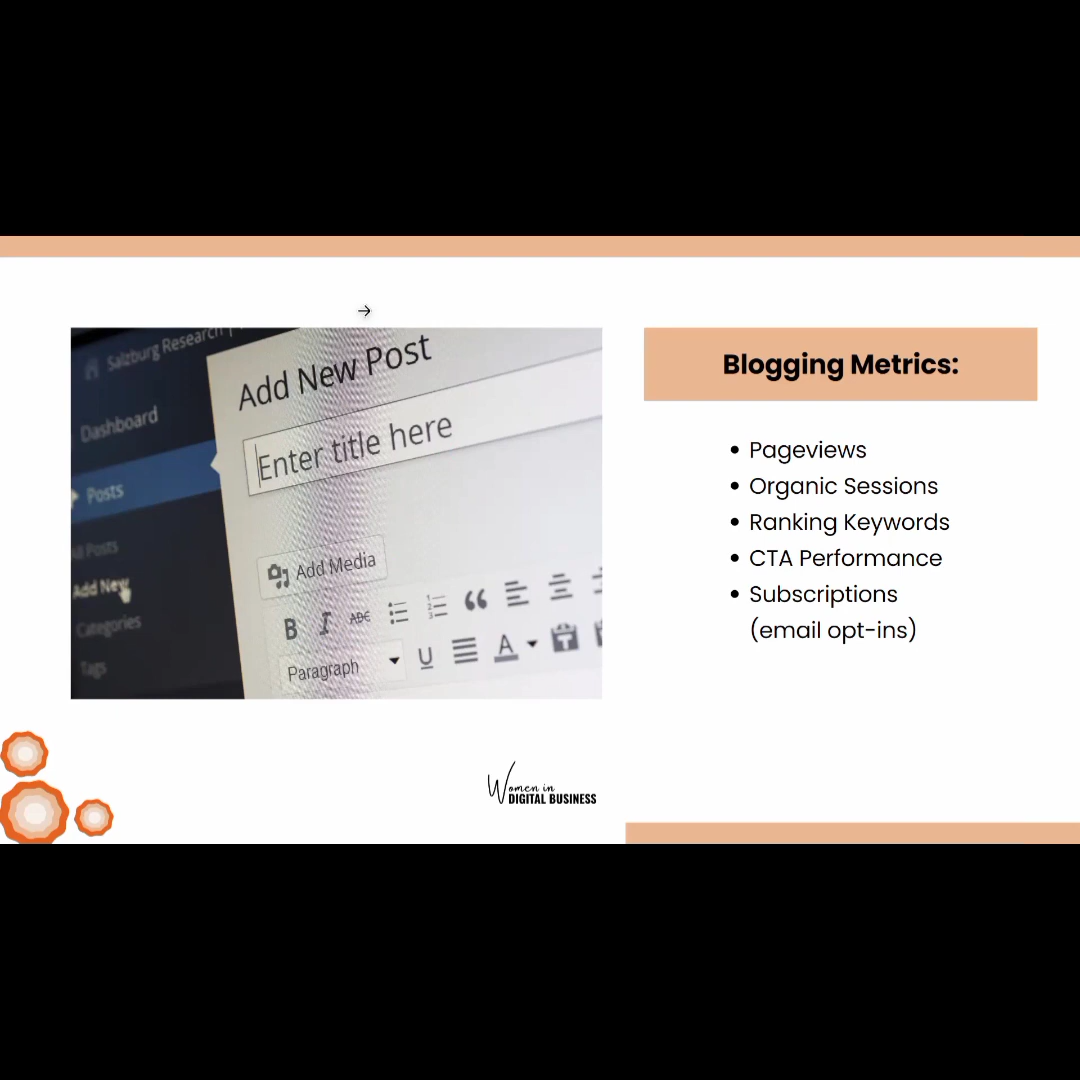 Salzburg Research
Dashboard
Posts
All Posts
Add New
Categories
Tags
Add New Post
Enter title here
Add Media
B I ABC
Paragraph
U A T
Blogging Metrics:
• Pageviews
• Organic Sessions
• Ranking Keywords
• CTA Performance
• Subscriptions
(email opt-ins)
Women in
DIGITAL BUSINESS